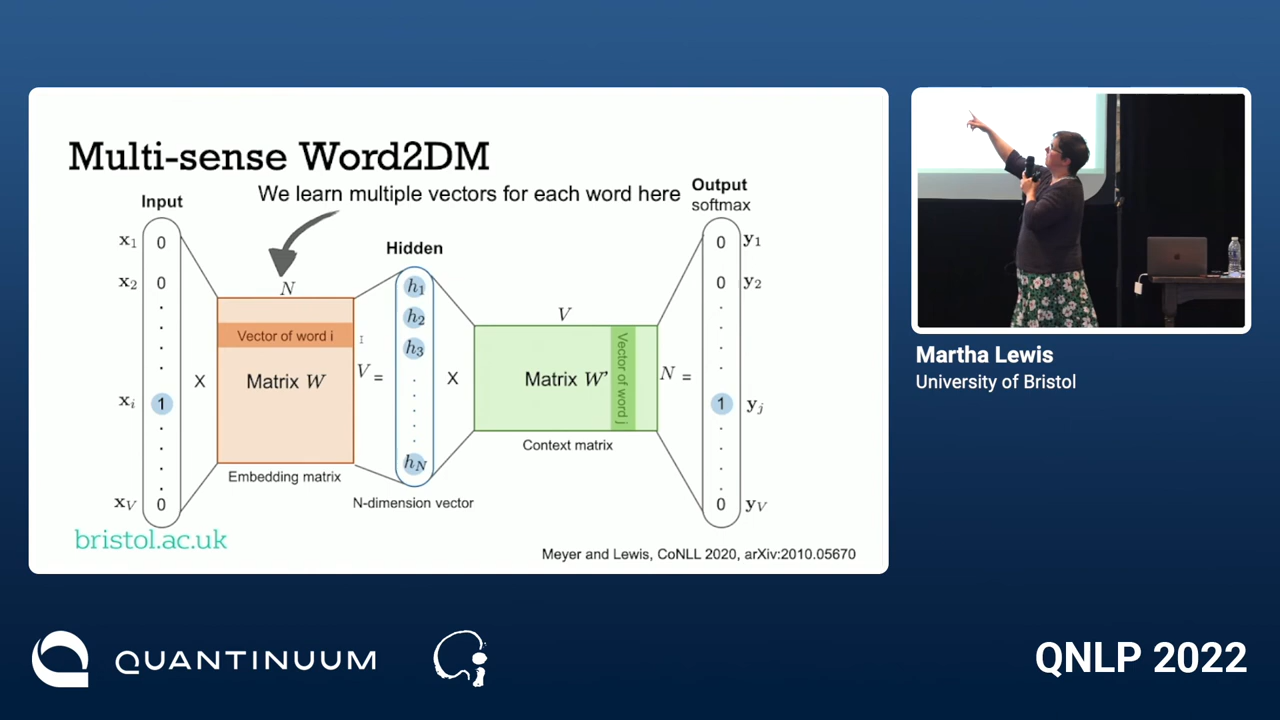 Multi-sense Word2DM
We learn multiple vectors for each word here
Input
Output
softmax
Hidden
x₁ 0
x₂ 0
xᵢ 1
x_V 0
X
N
Vector of word i
Matrix W
V =
Embedding matrix
h₁
h₂
h₃
h_N
N-dimension vector
X
V
Matrix W’
Vector of word j
N =
Context matrix
0 y₁
0 y₂
1 yⱼ
0 y_V
bristol.ac.uk
Meyer and Lewis, CoNLL 2020, arXiv:2010.05670
Martha Lewis
University of Bristol
QUANTINUUM
QNLP 2022